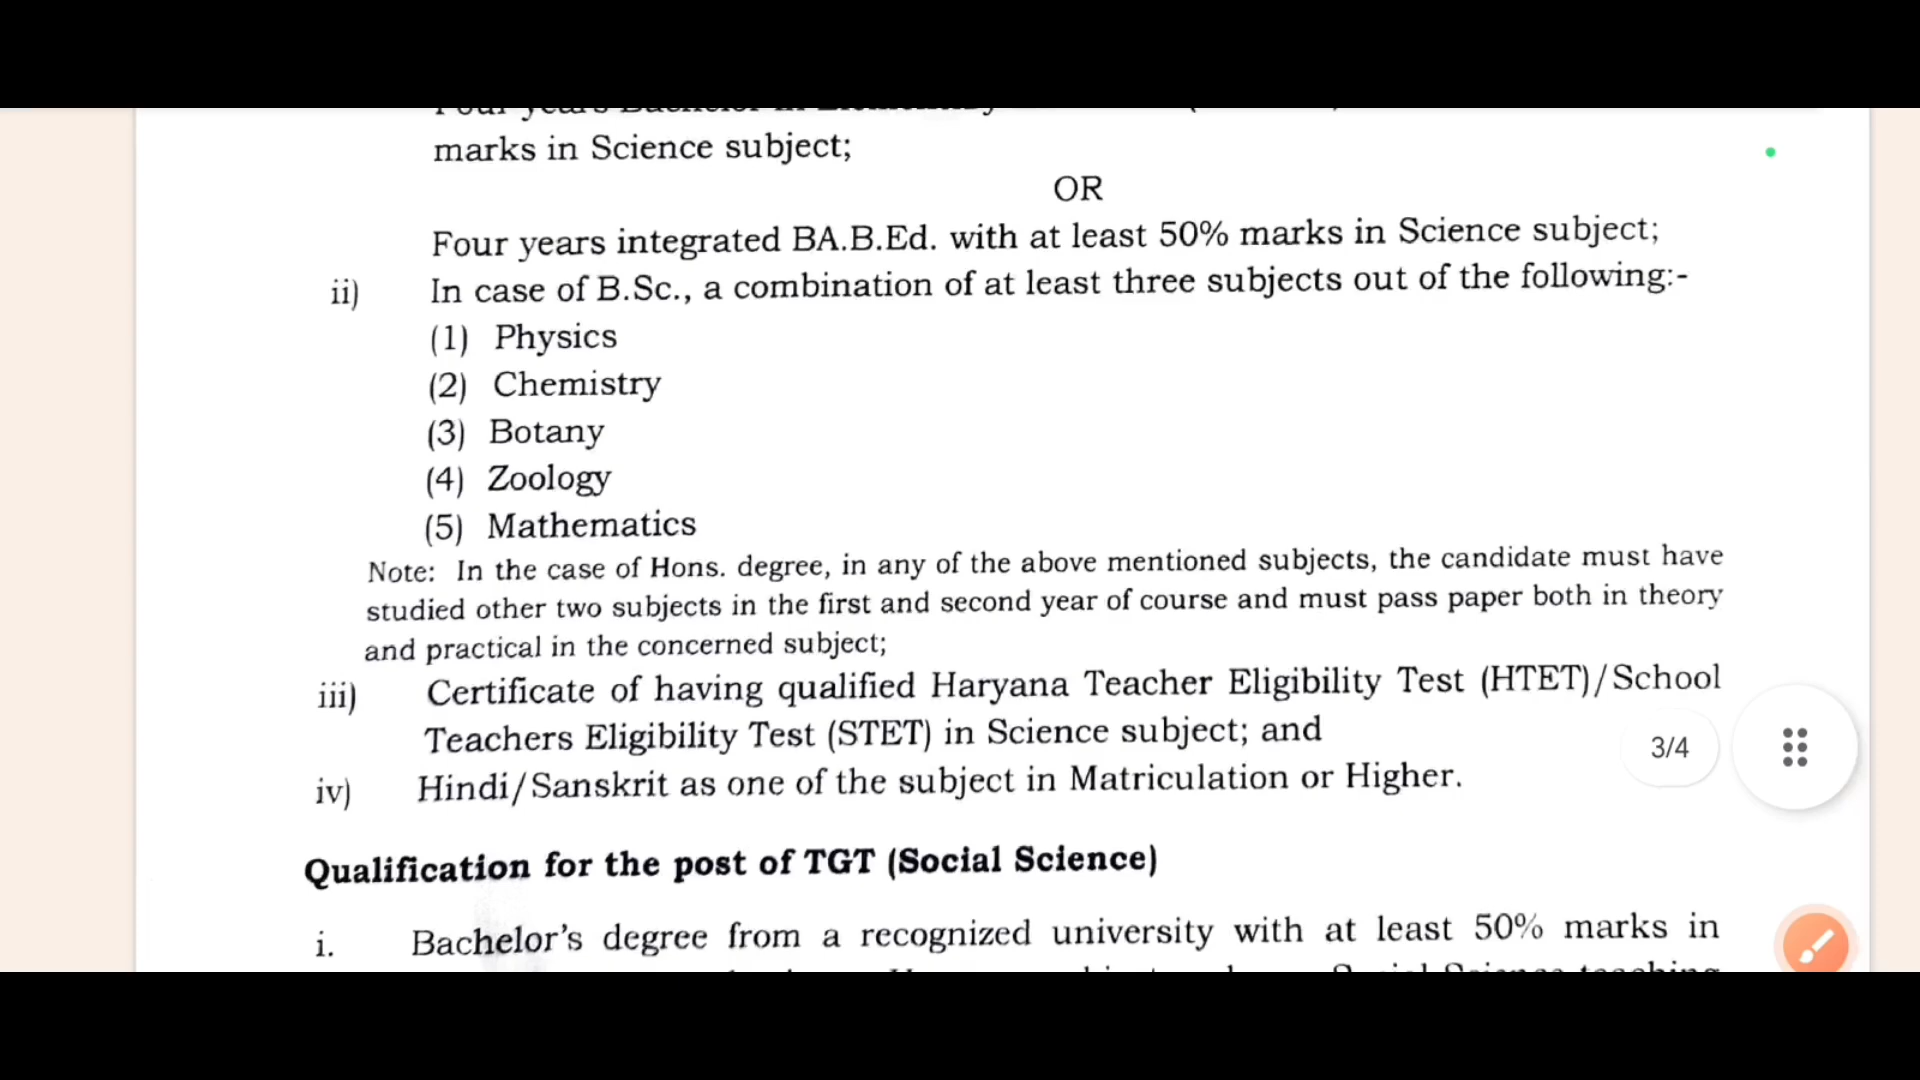 marks in Science subject;
OR
Four years integrated BA.B.Ed. with at least 50% marks in Science subject;
ii) In case of B.Sc., a combination of at least three subjects out of the following:-
(1) Physics
(2) Chemistry
(3) Botany
(4) Zoology
(5) Mathematics
Note: In the case of Hons. degree, in any of the above mentioned subjects, the candidate must have
studied other two subjects in the first and second year of course and must pass paper both in theory
and practical in the concerned subject;
iii) Certificate of having qualified Haryana Teacher Eligibility Test (HTET)/School
Teachers Eligibility Test (STET) in Science subject; and
3/4
iv) Hindi/Sanskrit as one of the subject in Matriculation or Higher.
Qualification for the post of TGT (Social Science)
i. Bachelor's degree from a recognized university with at least 50% marks in